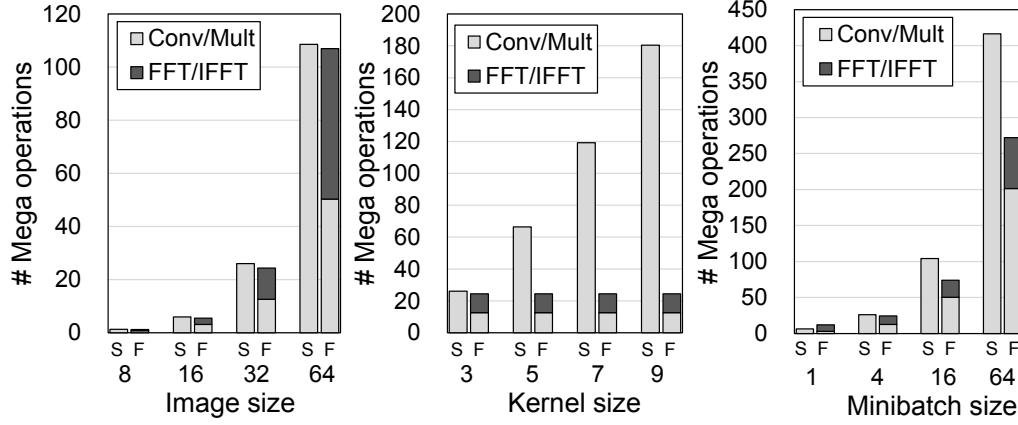 # Mega operations
120
100
80
60
40
20
0
Conv/Mult
FFT/IFFT
S F S F S F S F
8 16 32 64
Image size
# Mega operations
200
180
160
140
120
100
80
60
40
20
0
Conv/Mult
FFT/IFFT
S F S F S F S F
3 5 7 9
Kernel size
# Mega operations
450
400
350
300
250
200
150
100
50
0
Conv/Mult
FFT/IFFT
S F S F S F S F
1 4 16 64
Minibatch size